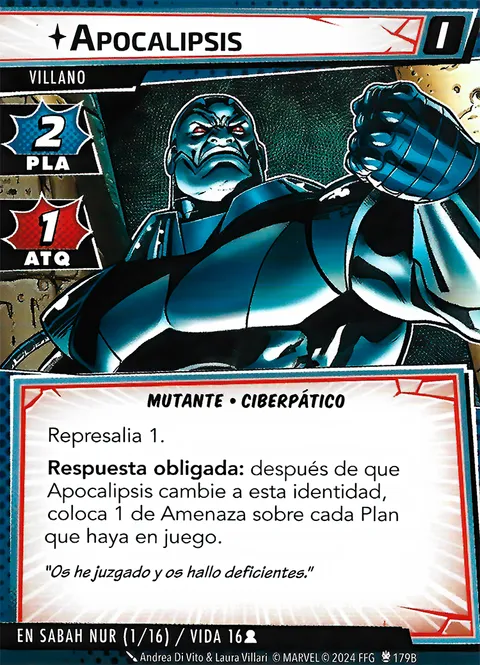 APOCALIPSIS
I
VILLANO
2
PLA
1
ATQ
MUTANTE • CIBERPÁTICO
Represalia 1.
Respuesta obligada: después de que
Apocalipsis cambie a esta identidad,
coloca 1 de Amenaza sobre cada Plan
que haya en juego.
"Os he juzgado y os hallo deficientes."
EN SABAH NUR (1/16) / VIDA 16
Andrea Di Vito & Laura Villari © MARVEL © 2024 FFG 179B